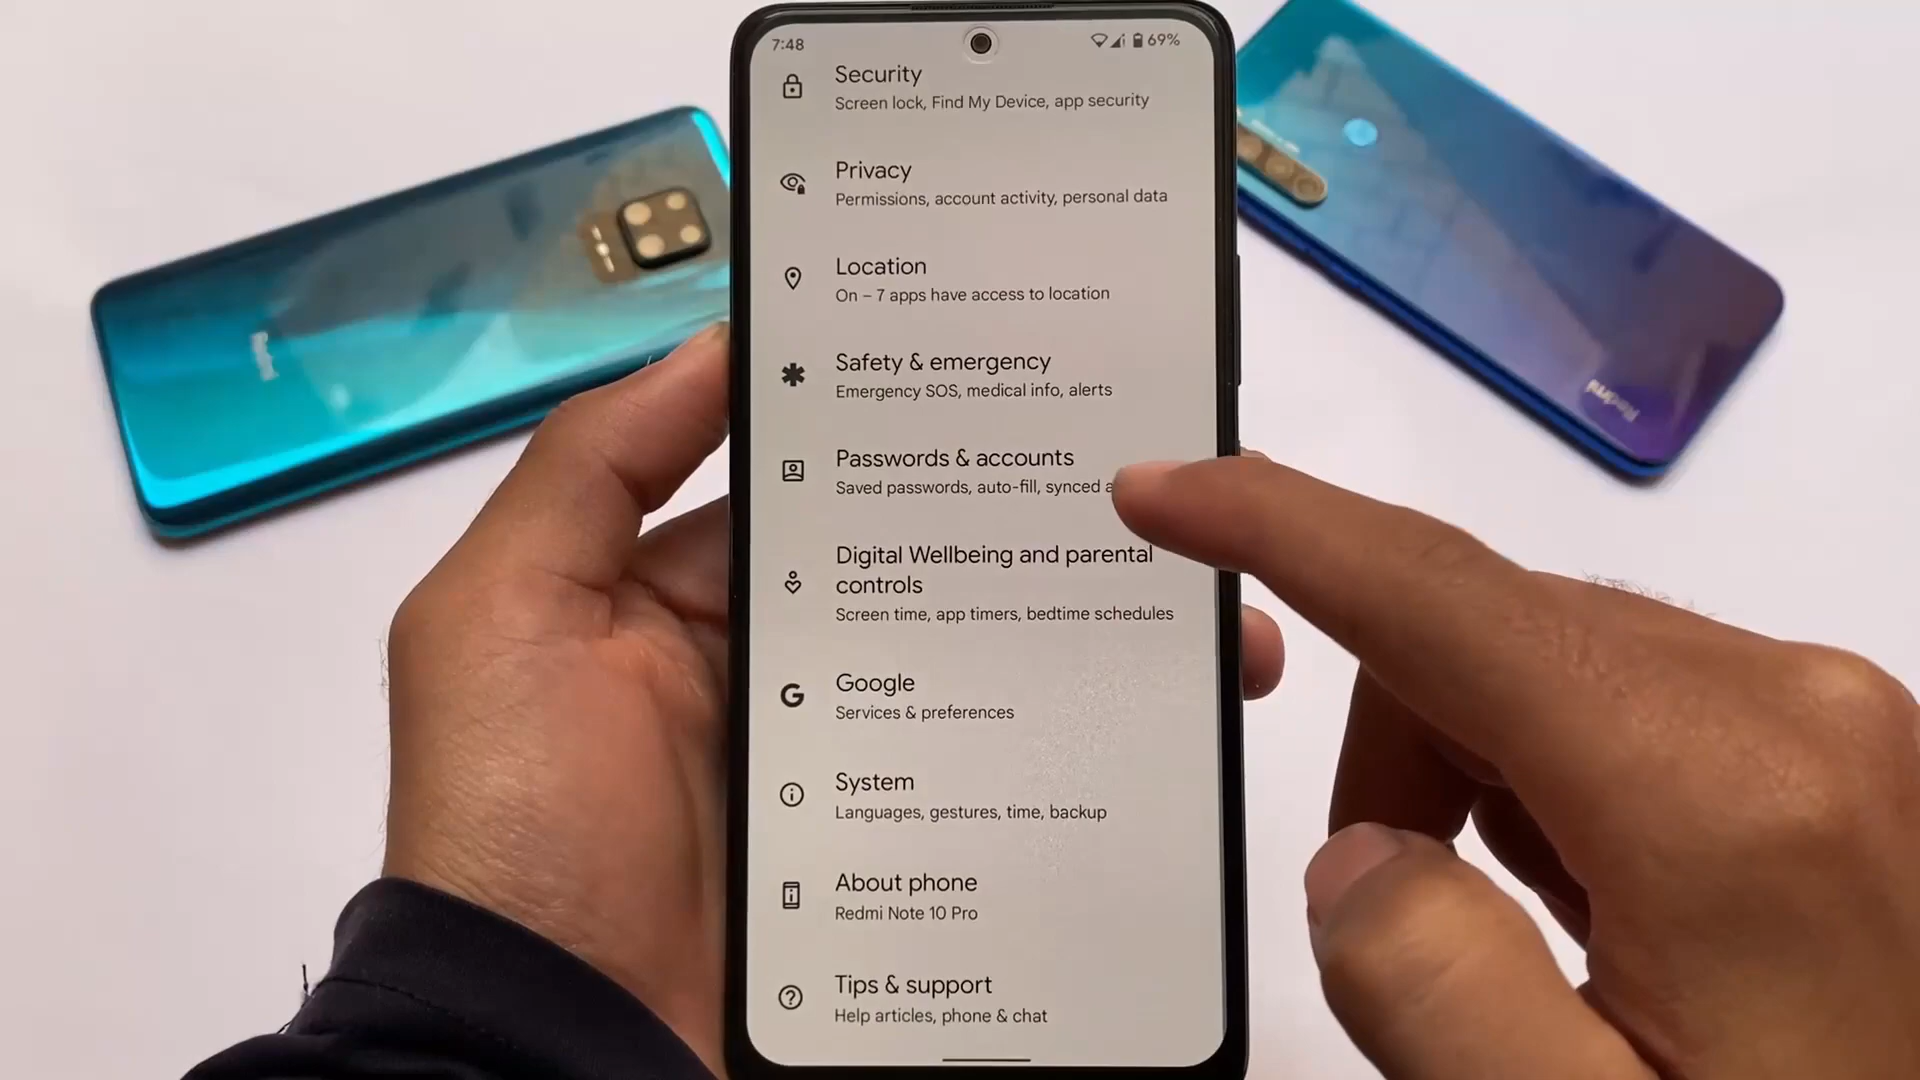 7:48
69%
Security
Screen lock, Find My Device, app security
Privacy
Permissions, account activity, personal data
Location
On – 7 apps have access to location
Safety & emergency
Emergency SOS, medical info, alerts
Passwords & accounts
Saved passwords, auto-fill, synced a
Digital Wellbeing and parental
controls
Screen time, app timers, bedtime schedules
Google
Services & preferences
System
Languages, gestures, time, backup
About phone
Redmi Note 10 Pro
Tips & support
Help articles, phone & chat
Redmi
Redmi